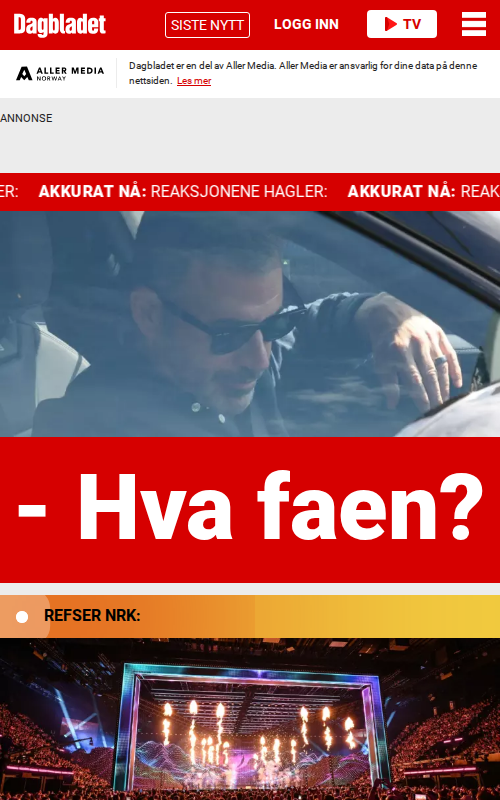 Dagbladet
SISTE NYTT
LOGG INN
TV
ALLER MEDIA
NORWAY
Dagbladet er en del av Aller Media. Aller Media er ansvarlig for dine data på denne
nettsiden. Les mer
ANNONSE
ER: AKKURAT NÅ: REAKSJONENE HAGLER: AKKURAT NÅ: REAK
- Hva faen?
REFSER NRK: